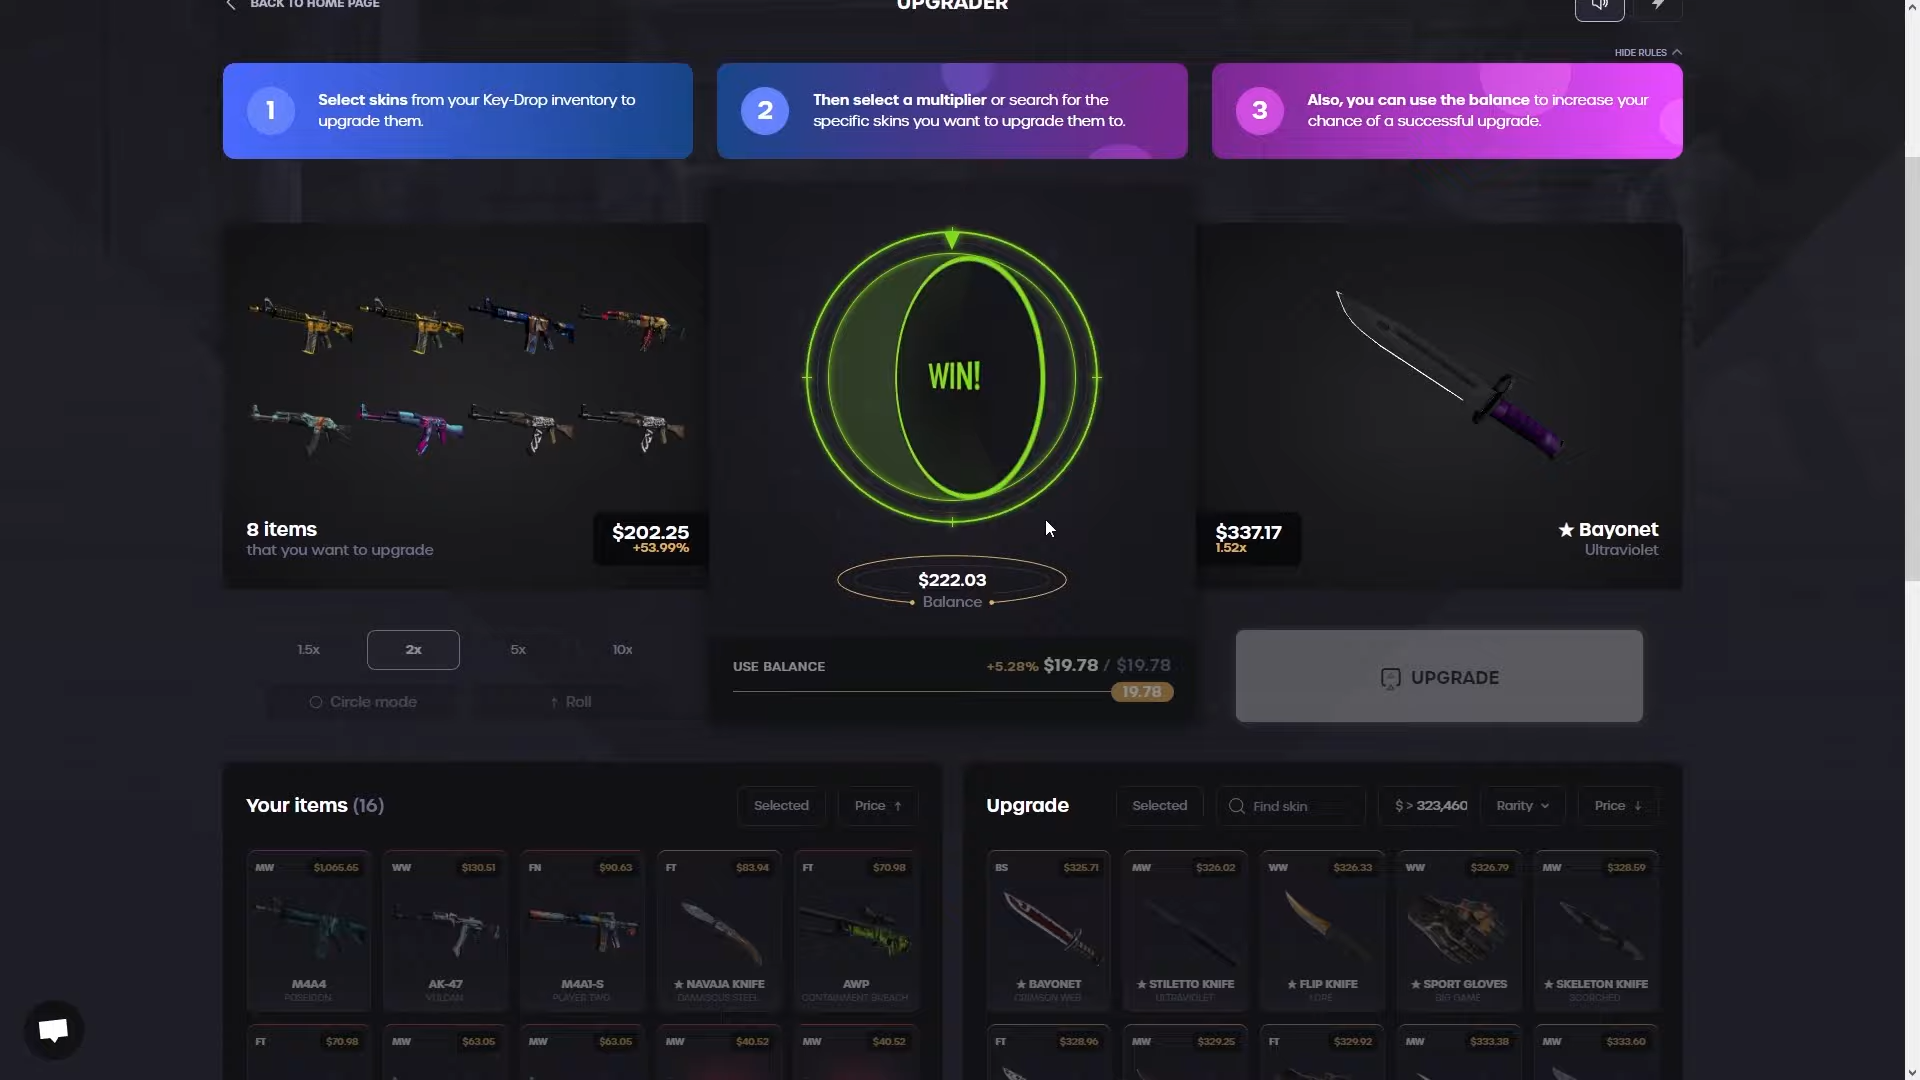 BACK TO HOME PAGE
UPGRADER
HIDE RULES
1
Select skins from your Key-Drop inventory to
upgrade them.
2
Then select a multiplier or search for the
specific skins you want to upgrade them to.
3
Also, you can use the balance to increase your
chance of a successful upgrade.
WIN!
8 items
that you want to upgrade
$202.25
+53.99%
$337.17
1.52x
★ Bayonet
Ultraviolet
$222.03
Balance
1.5x
2x
5x
10x
Circle mode
Roll
USE BALANCE
+5.28% $19.78 / $19.78
19.78
UPGRADE
Your items (16)
Selected
Price ↑
Upgrade
Selected
Find skin
$ > 323,460
Rarity
Price ↓
MW $1,065.65
WW $130.51
FN $90.63
FT $83.94
FT $70.98
BS $325.71
MW $326.02
WW $326.33
WW $326.79
MW $328.59
M4A4
POSEIDON
AK-47
VULCAN
M4A1-S
PLAYER TWO
★ NAVAJA KNIFE
DAMASCUS STEEL
AWP
CONTAINMENT BREACH
★ BAYONET
CRIMSON WEB
★ STILETTO KNIFE
ULTRAVIOLET
★ FLIP KNIFE
LORE
★ SPORT GLOVES
BIG GAME
★ SKELETON KNIFE
SCORCHED
FT $70.98
MW $63.05
MW $63.05
MW $40.52
MW $40.52
FT $328.96
MW $329.25
FT $329.92
MW $333.38
MW $333.60